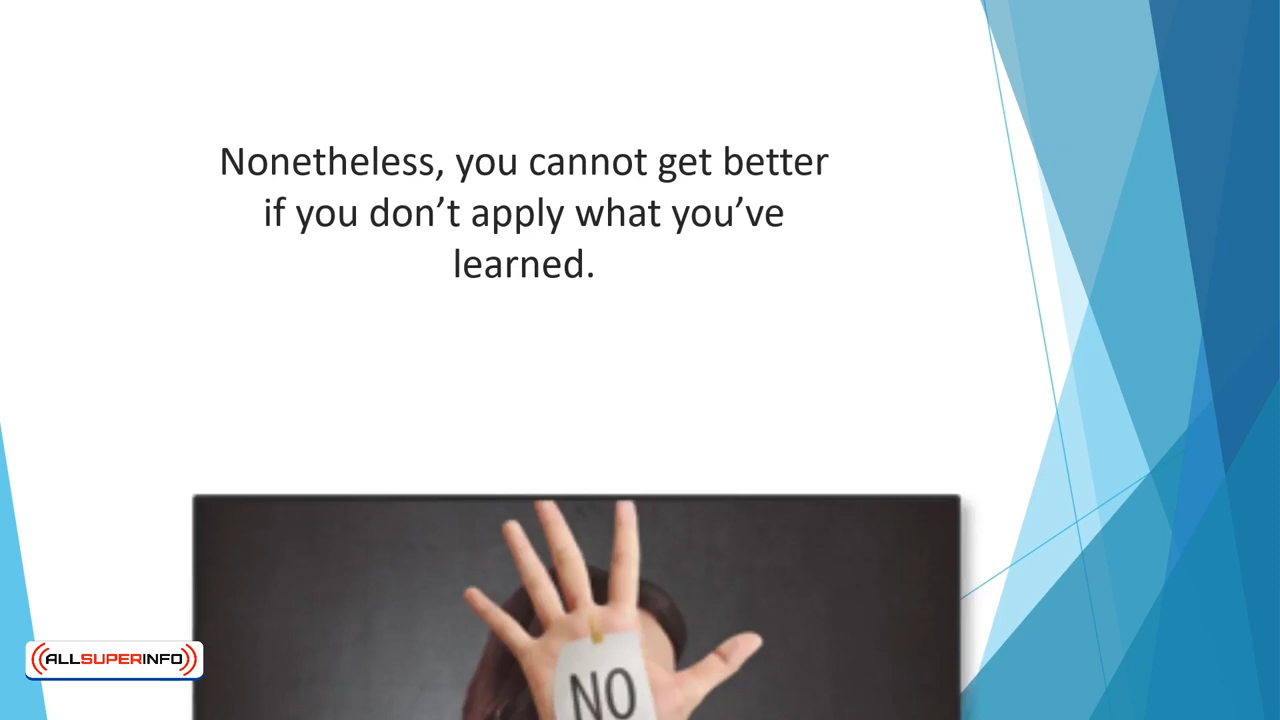 Nonetheless, you cannot get better
if you don’t apply what you’ve
learned.
NO
ALLSUPERINFO